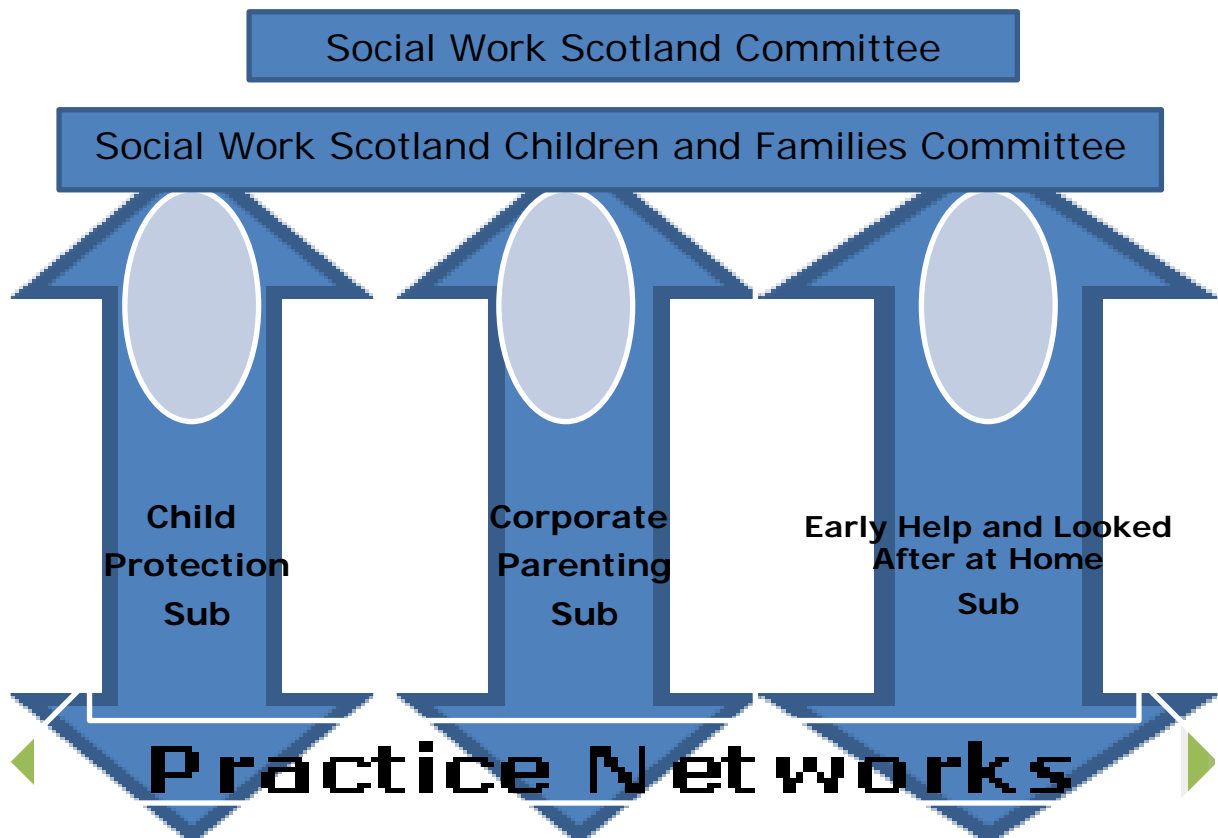 Social Work Scotland Committee
Social Work Scotland Children and Families Committee
Child
Protection
Sub
Corporate
Parenting
Sub
Early Help and Looked
After at Home
Sub
Practice Networks